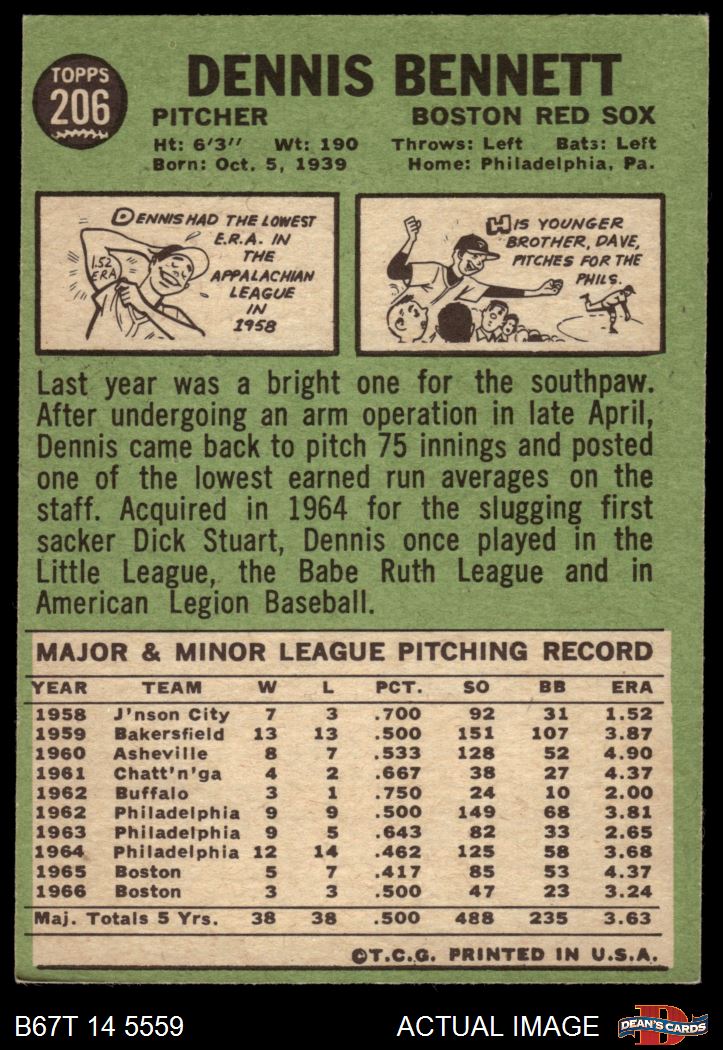 TOPPS
206
DENNIS BENNETT
PITCHER BOSTON RED SOX
Ht: 6'3" Wt: 190 Throws: Left Bats: Left
Born: Oct. 5, 1939 Home: Philadelphia, Pa.
DENNIS HAD THE LOWEST
E.R.A. IN
THE
APPALACHIAN
LEAGUE
IN
1958
1.52
ERA
HIS YOUNGER
BROTHER, DAVE,
PITCHES FOR THE
PHILS.
Last year was a bright one for the southpaw.
After undergoing an arm operation in late April,
Dennis came back to pitch 75 innings and posted
one of the lowest earned run averages on the
staff. Acquired in 1964 for the slugging first
sacker Dick Stuart, Dennis once played in the
Little League, the Babe Ruth League and in
American Legion Baseball.
MAJOR & MINOR LEAGUE PITCHING RECORD
YEAR TEAM W L PCT. SO BB ERA
1958 J'nson City 7 3 .700 92 31 1.52
1959 Bakersfield 13 13 .500 151 107 3.87
1960 Asheville 8 7 .533 128 52 4.90
1961 Chatt'n'ga 4 2 .667 38 27 4.37
1962 Buffalo 3 1 .750 24 10 2.00
1962 Philadelphia 9 9 .500 149 68 3.81
1963 Philadelphia 9 5 .643 82 33 2.65
1964 Philadelphia 12 14 .462 125 58 3.68
1965 Boston 5 7 .417 85 53 4.37
1966 Boston 3 3 .500 47 23 3.24
Maj. Totals 5 Yrs. 38 38 .500 488 235 3.63
©T.C.G. PRINTED IN U.S.A.
B67T 14 5559 ACTUAL IMAGE
D
DEAN'S CARDS